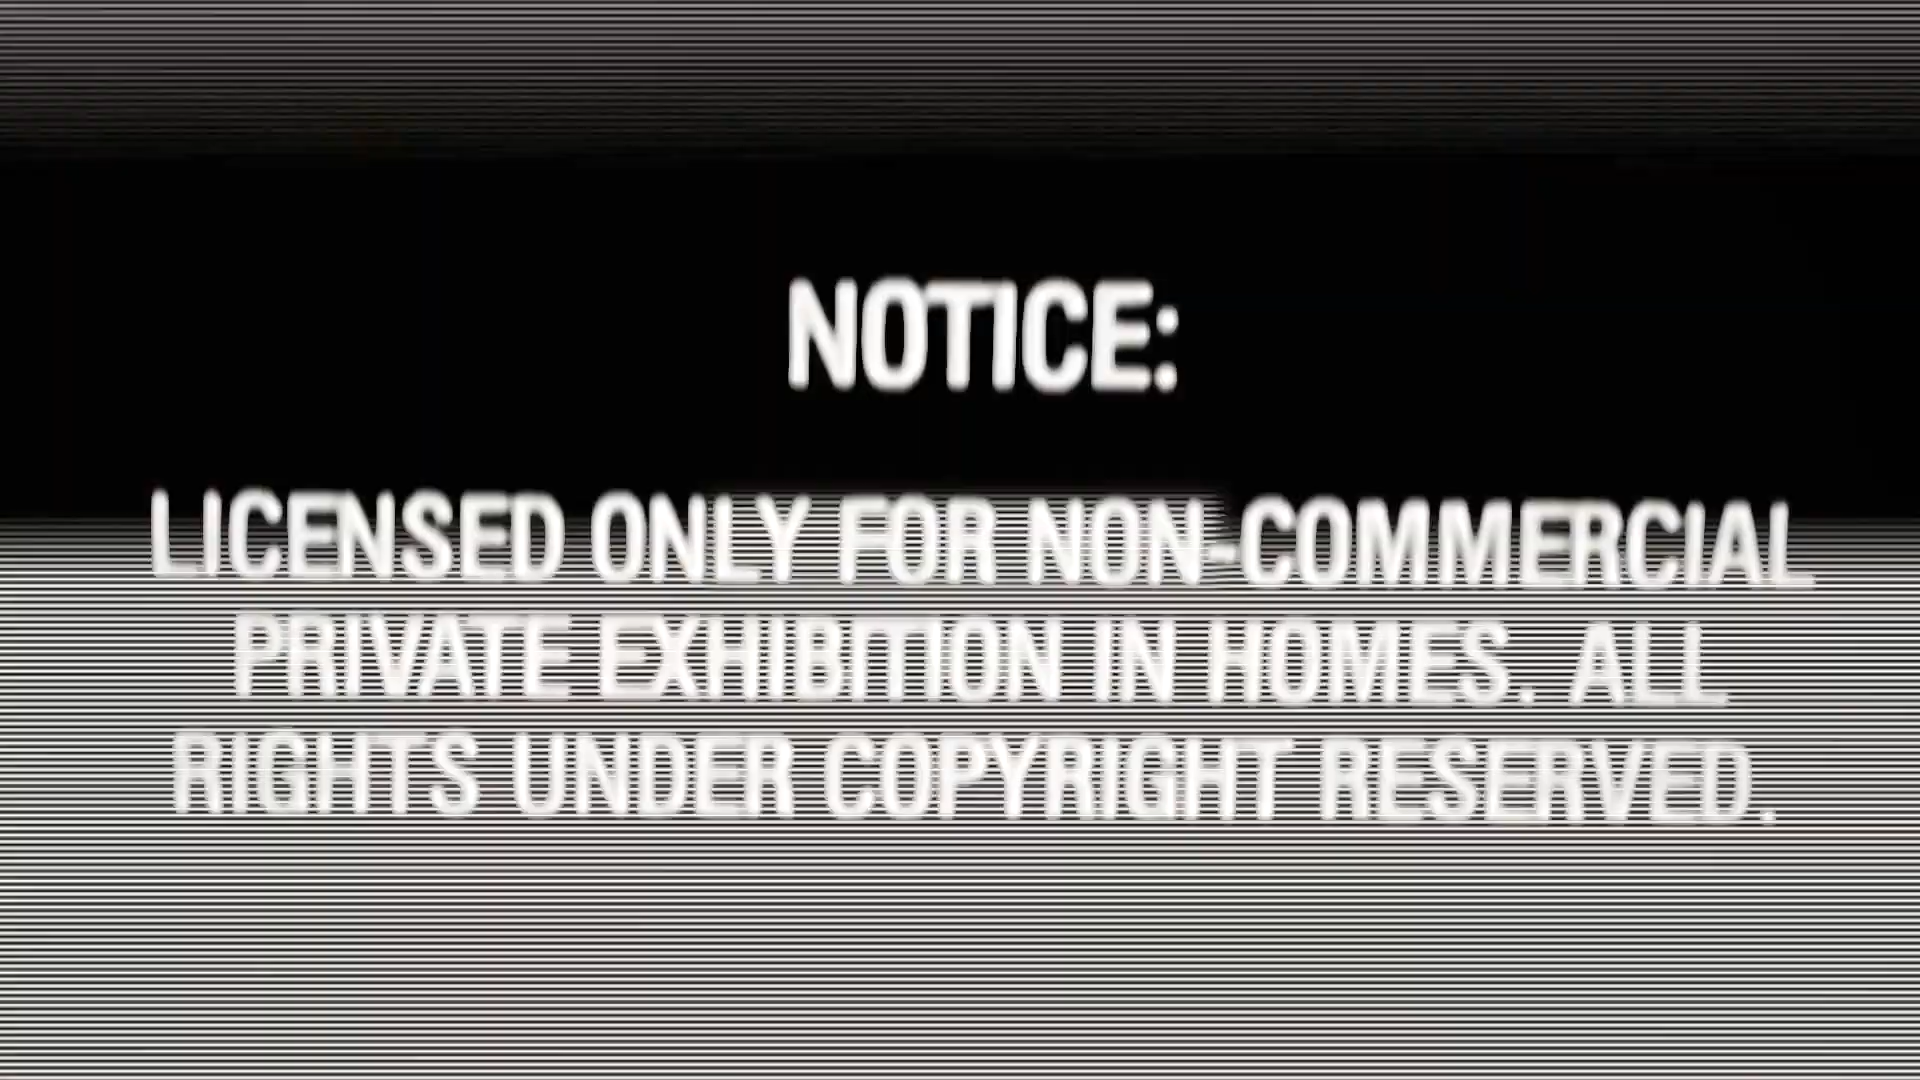 NOTICE:
LICENSED ONLY FOR NON-COMMERCIAL
PRIVATE EXHIBITION IN HOMES. ALL
RIGHTS UNDER COPYRIGHT RESERVED.